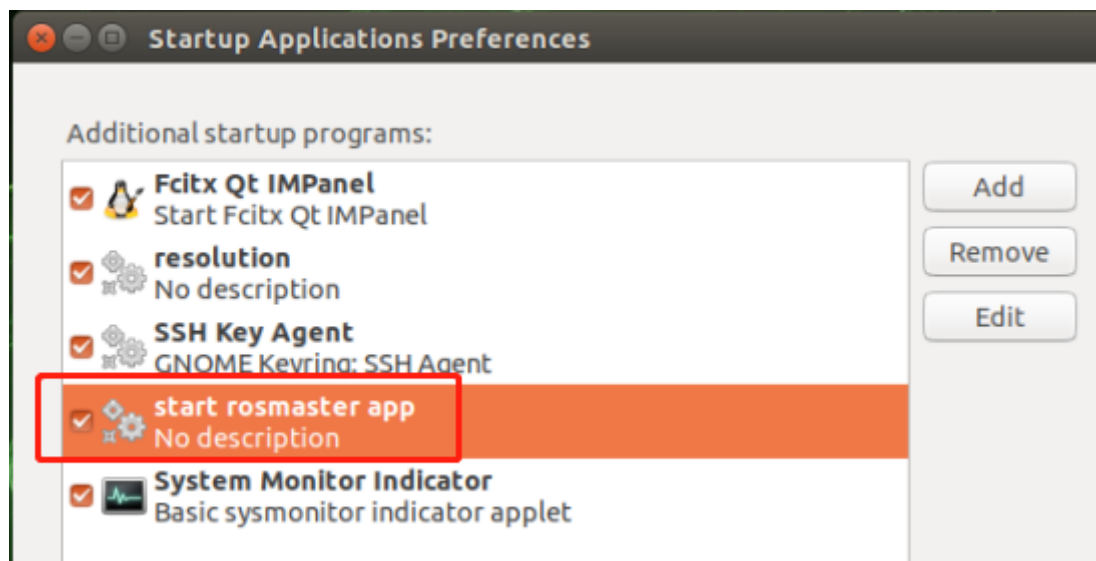 Startup Applications Preferences
Additional startup programs:
Fcitx Qt IMPanel
Start Fcitx Qt IMPanel
Add
resolution
No description
Remove
SSH Key Agent
GNOME Keyring: SSH Agent
Edit
start rosmaster app
No description
System Monitor Indicator
Basic sysmonitor indicator applet